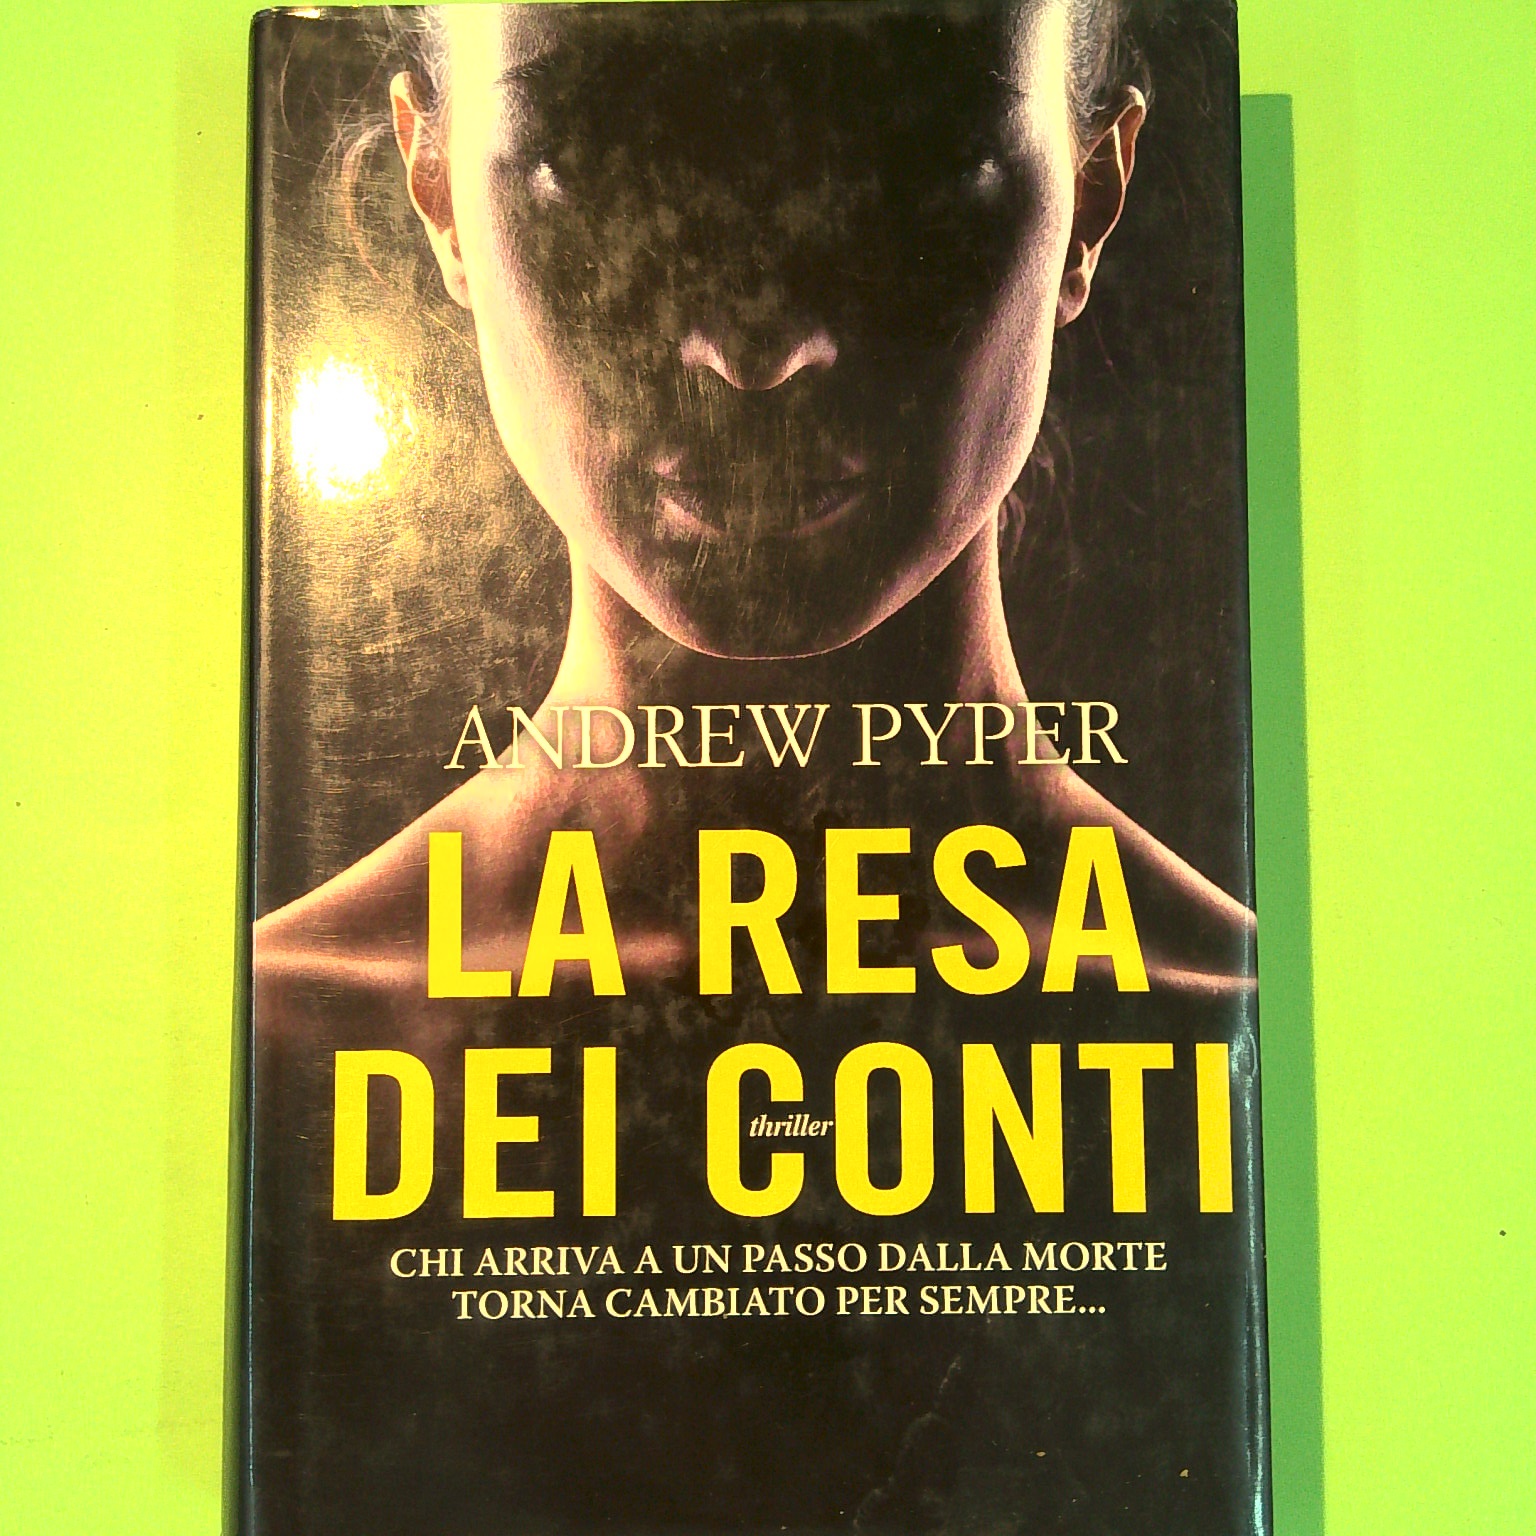 ANDREW PYPER
LA RESA
DEI CONTI
thriller
CHI ARRIVA A UN PASSO DALLA MORTE
TORNA CAMBIATO PER SEMPRE...